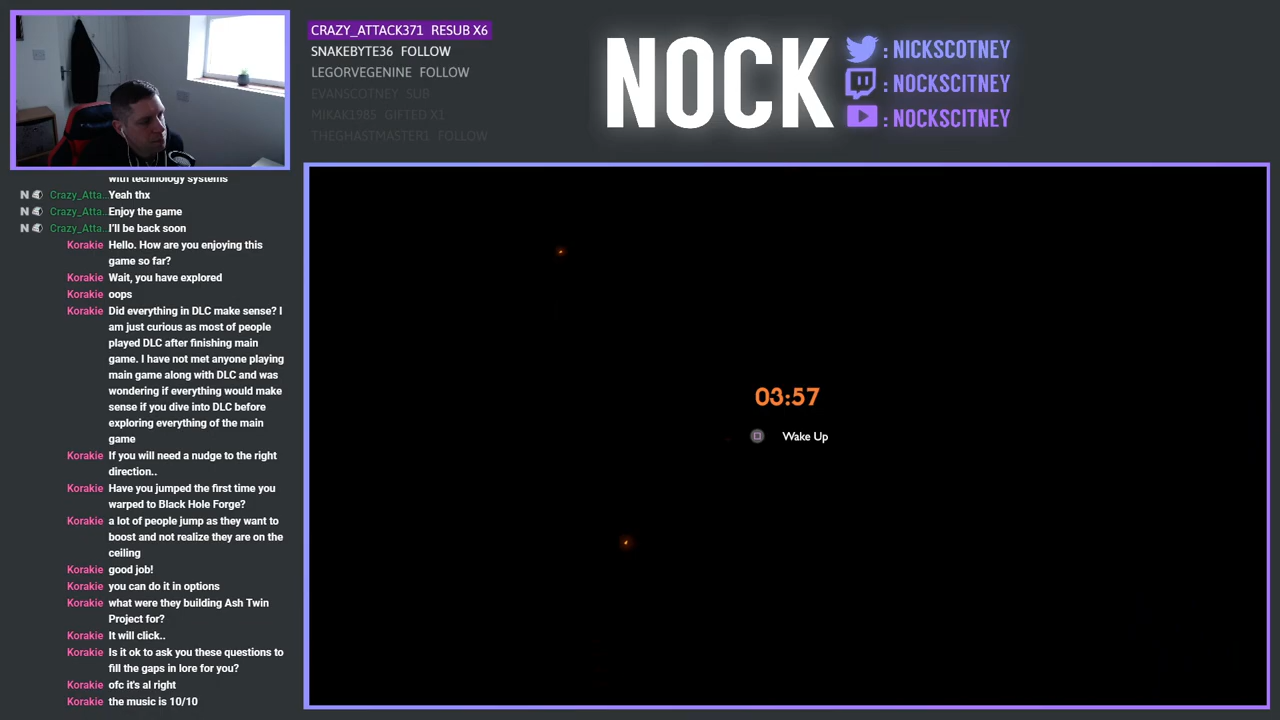 CRAZY_ATTACK371 RESUB X6
SNAKEBYTE36 FOLLOW
LEGORVEGENINE FOLLOW
EVANSCOTNEY SUB
MIKAK1985 GIFTED X1
THEGHASTMASTER1 FOLLOW
NOCK
: NICKSCOTNEY
: NOCKSCITNEY
: NOCKSCITNEY
with technology systems
Crazy_Atta.. Yeah thx
Crazy_Atta.. Enjoy the game
Crazy_Atta.. I'll be back soon
Korakie Hello. How are you enjoying this
game so far?
Korakie Wait, you have explored
Korakie oops
Korakie Did everything in DLC make sense? I
am just curious as most of people
played DLC after finishing main
game. I have not met anyone playing
main game along with DLC and was
wondering if everything would make
sense if you dive into DLC before
exploring everything of the main
game
Korakie If you will need a nudge to the right
direction..
Korakie Have you jumped the first time you
warped to Black Hole Forge?
Korakie a lot of people jump as they want to
boost and not realize they are on the
ceiling
Korakie good job!
Korakie you can do it in options
Korakie what were they building Ash Twin
Project for?
Korakie It will click..
Korakie Is it ok to ask you these questions to
fill the gaps in lore for you?
Korakie ofc it's al right
Korakie the music is 10/10
03:57
Wake Up